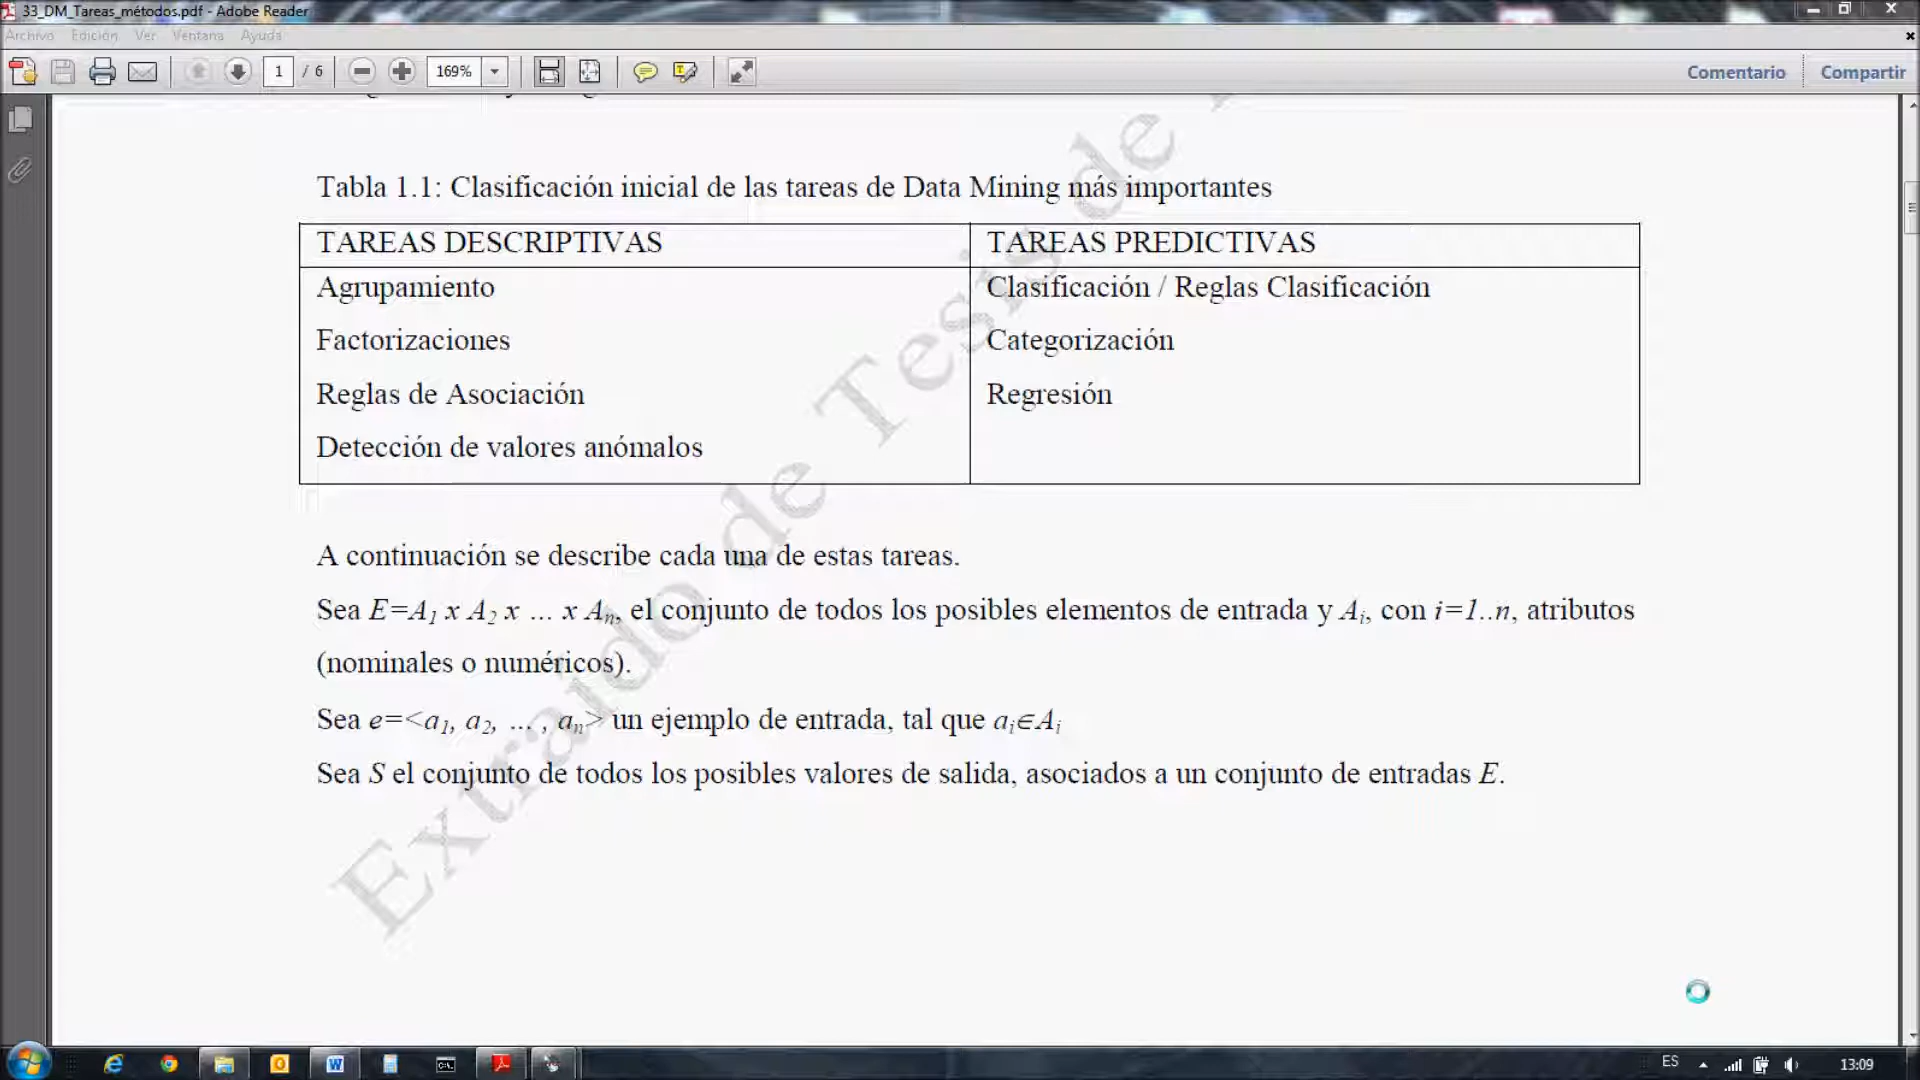 33_DM_Tareas_métodos.pdf - Adobe Reader
Archivo Edición Ver Ventana Ayuda
1 / 6 169% Comentario Compartir
Tabla 1.1: Clasificación inicial de las tareas de Data Mining más importantes
TAREAS DESCRIPTIVAS TAREAS PREDICTIVAS
Agrupamiento Clasificación / Reglas Clasificación
Factorizaciones Categorización
Reglas de Asociación Regresión
Detección de valores anómalos
A continuación se describe cada una de estas tareas.
Sea E=A1 x A2 x … x An, el conjunto de todos los posibles elementos de entrada y Ai, con i=1..n, atributos
(nominales o numéricos).
Sea e=<a1, a2, … , an> un ejemplo de entrada, tal que ai∈Ai
Sea S el conjunto de todos los posibles valores de salida, asociados a un conjunto de entradas E.
Extraído de Tesis de
ES 13:09